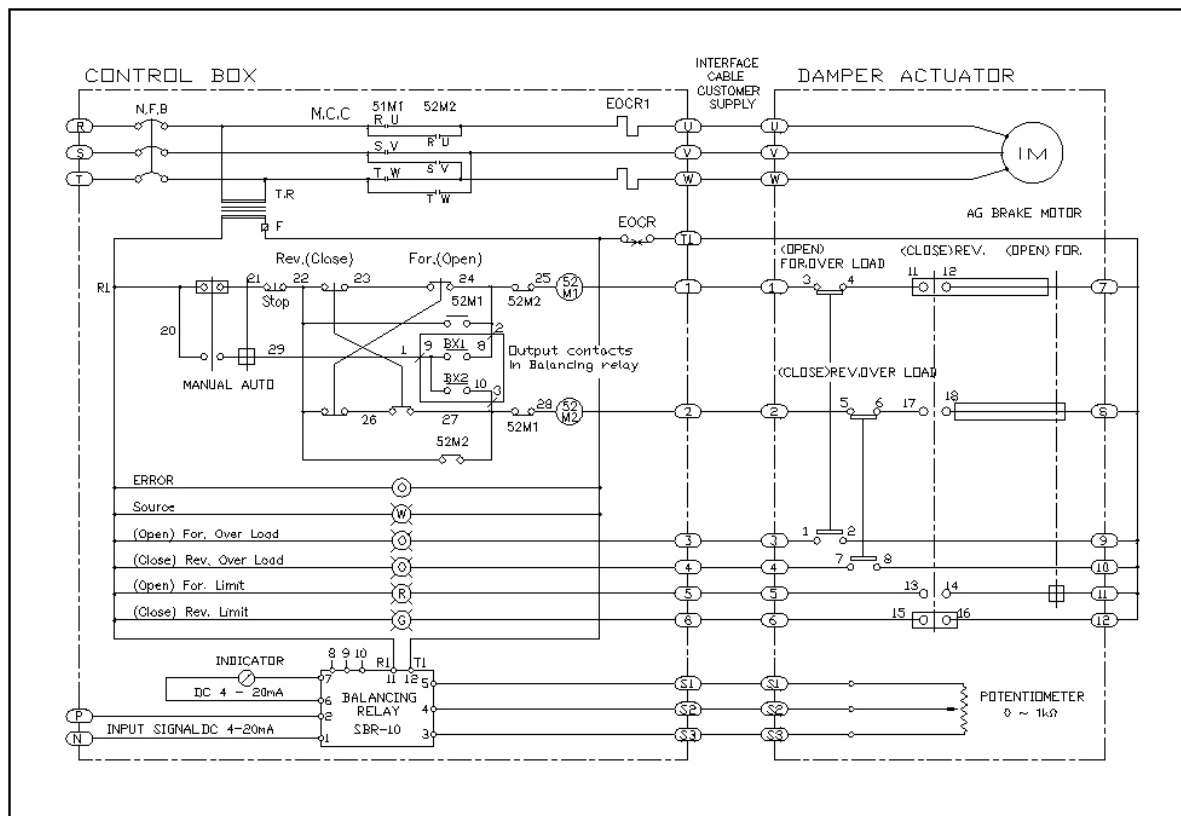 CONTROL BOX
INTERFACE
CABLE
CUSTOMER
SUPPLY
DAMPER ACTUATOR
N,F,B
M.C.C
51M1
52M2
EOCR1
R
R U
R U
U
U
S
S V
S V
V
V
IM
T
T W
T W
W
W
T.R
F
AG BRAKE MOTOR
EOCR
T1
(OPEN)
FOR.OVER LOAD
(CLOSE)REV.
(OPEN) FOR.
Rev.(Close)
For.(Open)
R1
21
22
23
24
25
52
M1
Stop
52M1
52M2
1
1
3
4
11
12
7
20
29
1
9
BX1
8
2
Output contacts
in Balancing relay
MANUAL AUTO
BX2
10
3
(CLOSE)REV.OVER LOAD
26
27
28
52
M2
52M1
2
2
5
6
17
18
6
52M2
ERROR
O
Source
W
(Open) For. Over Load
O
3
3
1
2
9
(Close) Rev. Over Load
O
4
4
7
8
10
(Open) For. Limit
R
5
5
13
14
11
(Close) Rev. Limit
G
6
6
15
16
12
INDICATOR
8 9 10
R1
T1
11
12
7
DC 4 - 20mA
6
BALANCING
RELAY
SBR-10
5
4
3
2
1
S1
S1
S2
S2
S3
S3
POTENTIOMETER
0 ~ 1kΩ
P
N
INPUT SIGNAL.DC 4-20mA